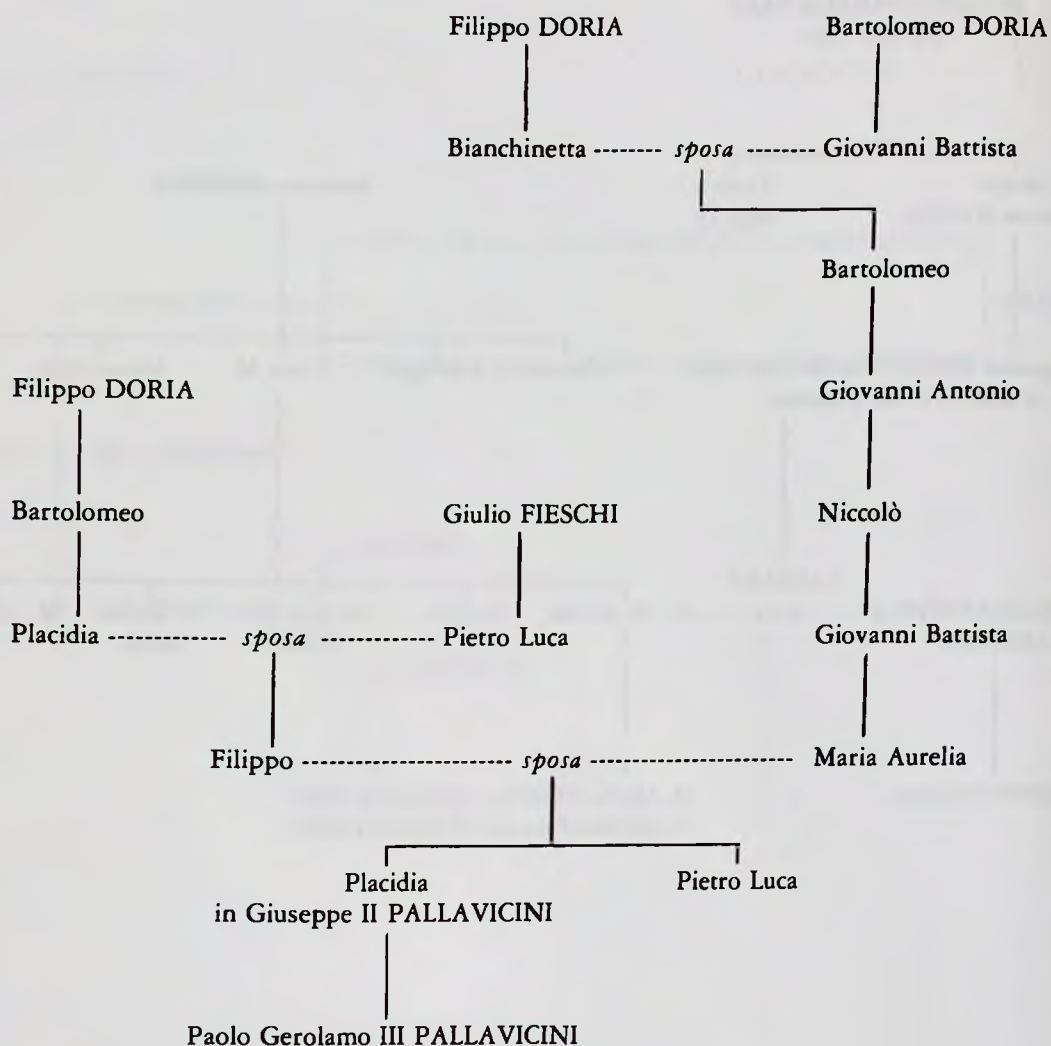 Filippo DORIA Bartolomeo DORIA
Bianchinetta -------- sposa -------- Giovanni Battista
Bartolomeo
Filippo DORIA Giovanni Antonio
Bartolomeo Giulio FIESCHI Niccolò
Placidia ------------ sposa ------------ Pietro Luca Giovanni Battista
Filippo --------------------- sposa --------------------- Maria Aurelia
Placidia Pietro Luca
in Giuseppe II PALLAVICINI
Paolo Gerolamo III PALLAVICINI